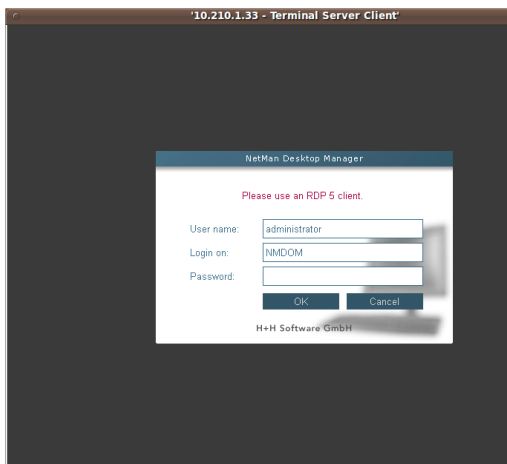 '10.210.1.33 - Terminal Server Client'
NetMan Desktop Manager
Please use an RDP 5 client.
User name: administrator
Login on: NMDOM
Password:
OK Cancel
H+H Software GmbH